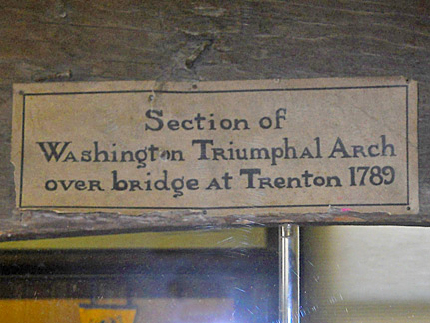 Section of
Washington Triumphal Arch
over bridge at Trenton 1789